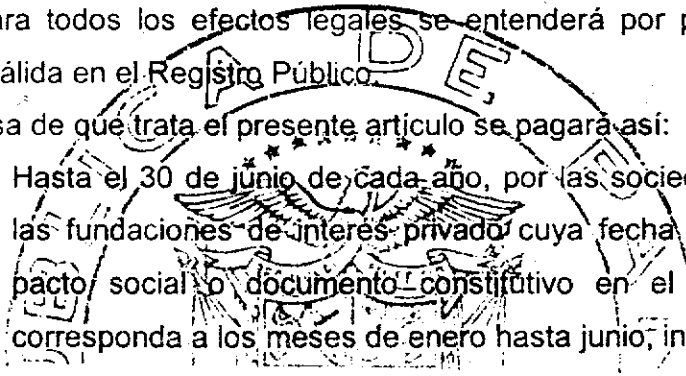 ara todos los efectos legales se entenderá por p
álida en el Registro Público.
sa de que trata el presente artículo se pagará así:
Hasta el 30 de junio de cada año, por las socied
las fundaciones de interés privado cuya fecha
pacto social o documento constitutivo en el
corresponda a los meses de enero hasta junio, in